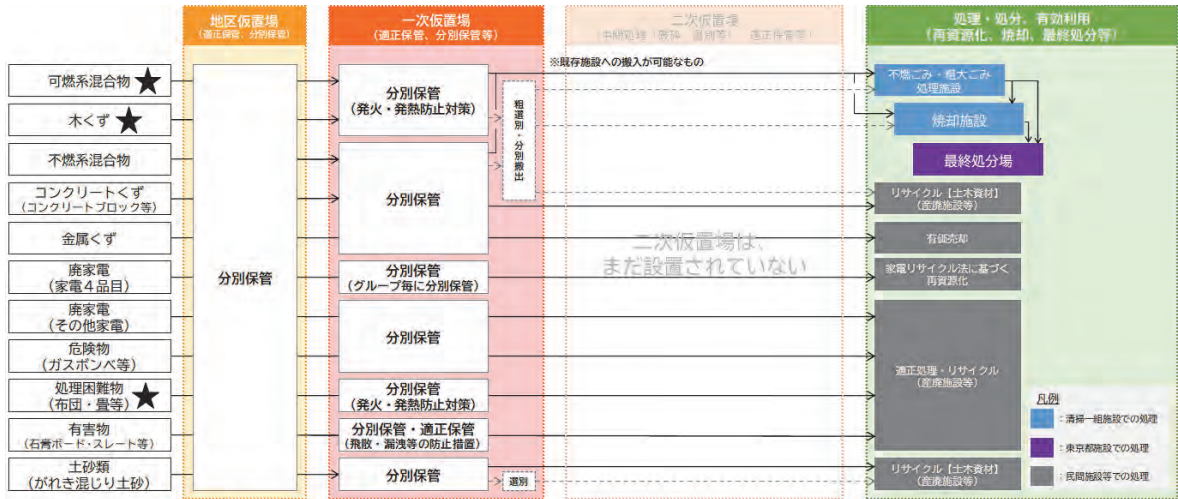 地区仮置場
(適正保管、分別保管)
一次仮置場
(適正保管、分別保管等)
二次仮置場
(中間処理(破砕・選別等)、適正保管等)
処理・処分、有効利用
(再資源化、焼却、最終処分等)
可燃系混合物★
木くず★
不燃系混合物
コンクリートくず
(コンクリートブロック等)
金属くず
廃家電
(家電4品目)
廃家電
(その他家電)
危険物
(ガスボンベ等)
処理困難物
(布団・畳等)★
有害物
(石膏ボード・スレート等)
土砂類
(がれき混じり土砂)
分別保管
分別保管
(発火・発熱防止対策)
分別保管
分別保管
(グループ毎に分別保管)
分別保管
分別保管
(発火・発熱防止対策)
分別保管・適正保管
(飛散・漏洩等の防止措置)
分別保管
粗選別・分別搬出
選別
※既存施設への搬入が可能なもの
二次仮置場は、
まだ設置されていない
不燃ごみ・粗大ごみ
処理施設
焼却施設
最終処分場
リサイクル【土木資材】
(産廃施設等)
有価売却
家電リサイクル法に基づく
再資源化
適正処理・リサイクル
(産廃施設等)
リサイクル【土木資材】
(産廃施設等)
凡例
:清掃一組施設での処理
:東京都施設での処理
:民間施設等での処理